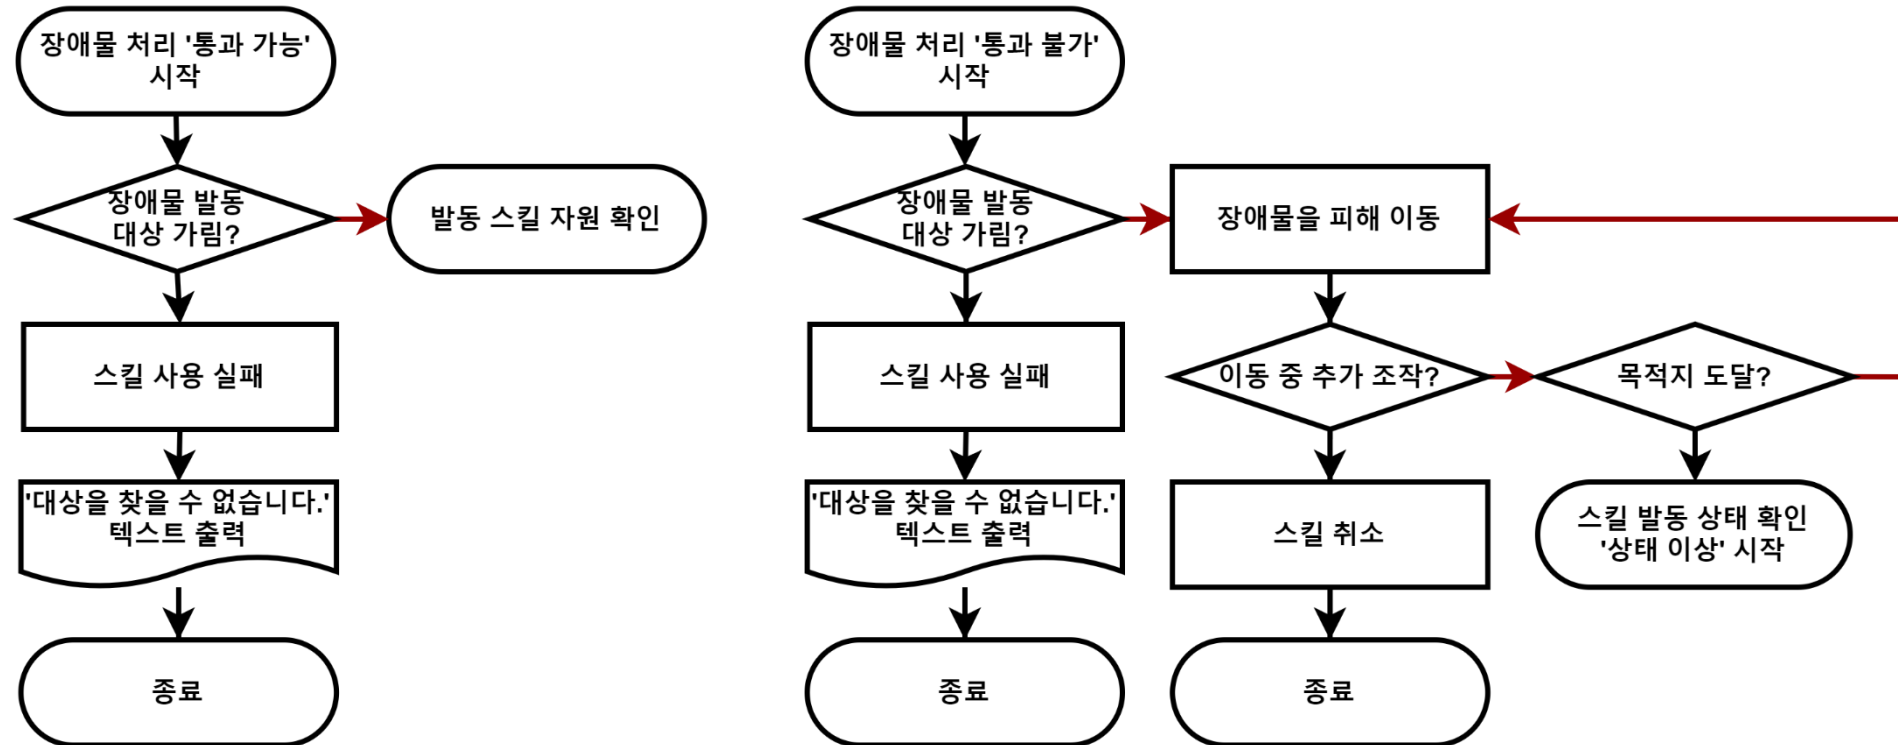 장애물 처리 '통과 가능'
시작
장애물 발동
대상 가림?
발동 스킬 자원 확인
스킬 사용 실패
'대상을 찾을 수 없습니다.'
텍스트 출력
종료
장애물 처리 '통과 불가'
시작
장애물 발동
대상 가림?
장애물을 피해 이동
스킬 사용 실패
이동 중 추가 조작?
목적지 도달?
'대상을 찾을 수 없습니다.'
텍스트 출력
스킬 취소
스킬 발동 상태 확인
'상태 이상' 시작
종료
종료